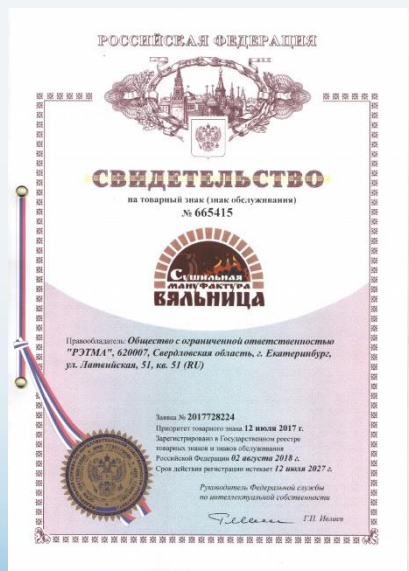 РОССИЙСКАЯ ФЕДЕРАЦИЯ
СВИДЕТЕЛЬСТВО
на товарный знак (знак обслуживания)
№ 665415
Сушильная
мануфактура
ВЯЛЬНИЦА
Правообладатель: Общество с ограниченной ответственностью
"РЭТМА", 620007, Свердловская область, г. Екатеринбург,
ул. Латвийская, 51, кв. 51 (RU)
Заявка № 2017728224
Приоритет товарного знака 12 июля 2017 г.
Зарегистрировано в Государственном реестре
товарных знаков и знаков обслуживания
Российской Федерации 02 августа 2018 г.
Срок действия регистрации истекает 12 июля 2027 г.
Руководитель Федеральной службы
по интеллектуальной собственности
Г.П. Ивлиев